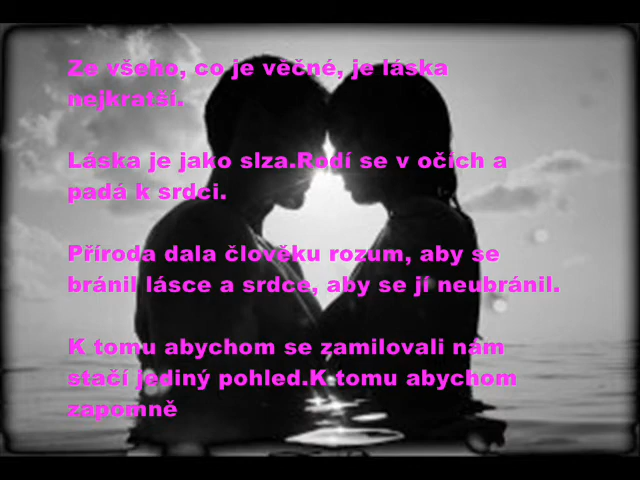 Ze všeho, co je věčné, je láska
nejkratší.
Láska je jako slza.Rodí se v očích a
padá k srdci.
Příroda dala člověku rozum, aby se
bránil lásce a srdce, aby se jí neubránil.
K tomu abychom se zamilovali nám
stačí jediný pohled.K tomu abychom
zapomně